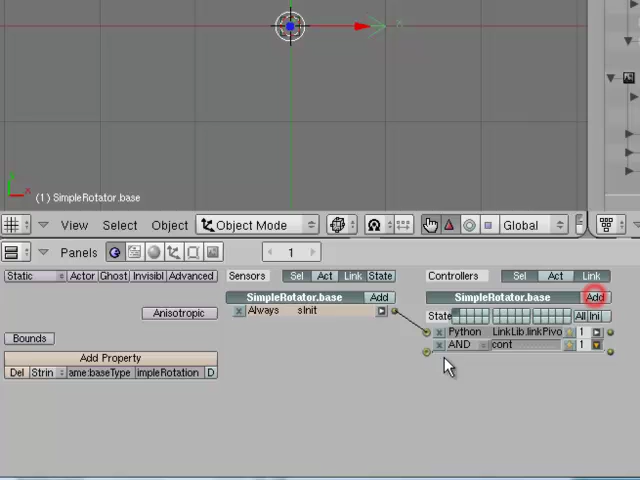 x
x
(1) SimpleRotator.base
View Select Object Object Mode Global
Panels 1
Static Actor Ghost Invisibl Advanced
Anisotropic
Bounds
Add Property
Del Strin ame:baseType impleRotation D
Sensors Sel Act Link State
SimpleRotator.base Add
Always sInit
Controllers Sel Act Link
SimpleRotator.base Add
State All Ini
Python LinkLib.linkPivo 1
AND cont 1